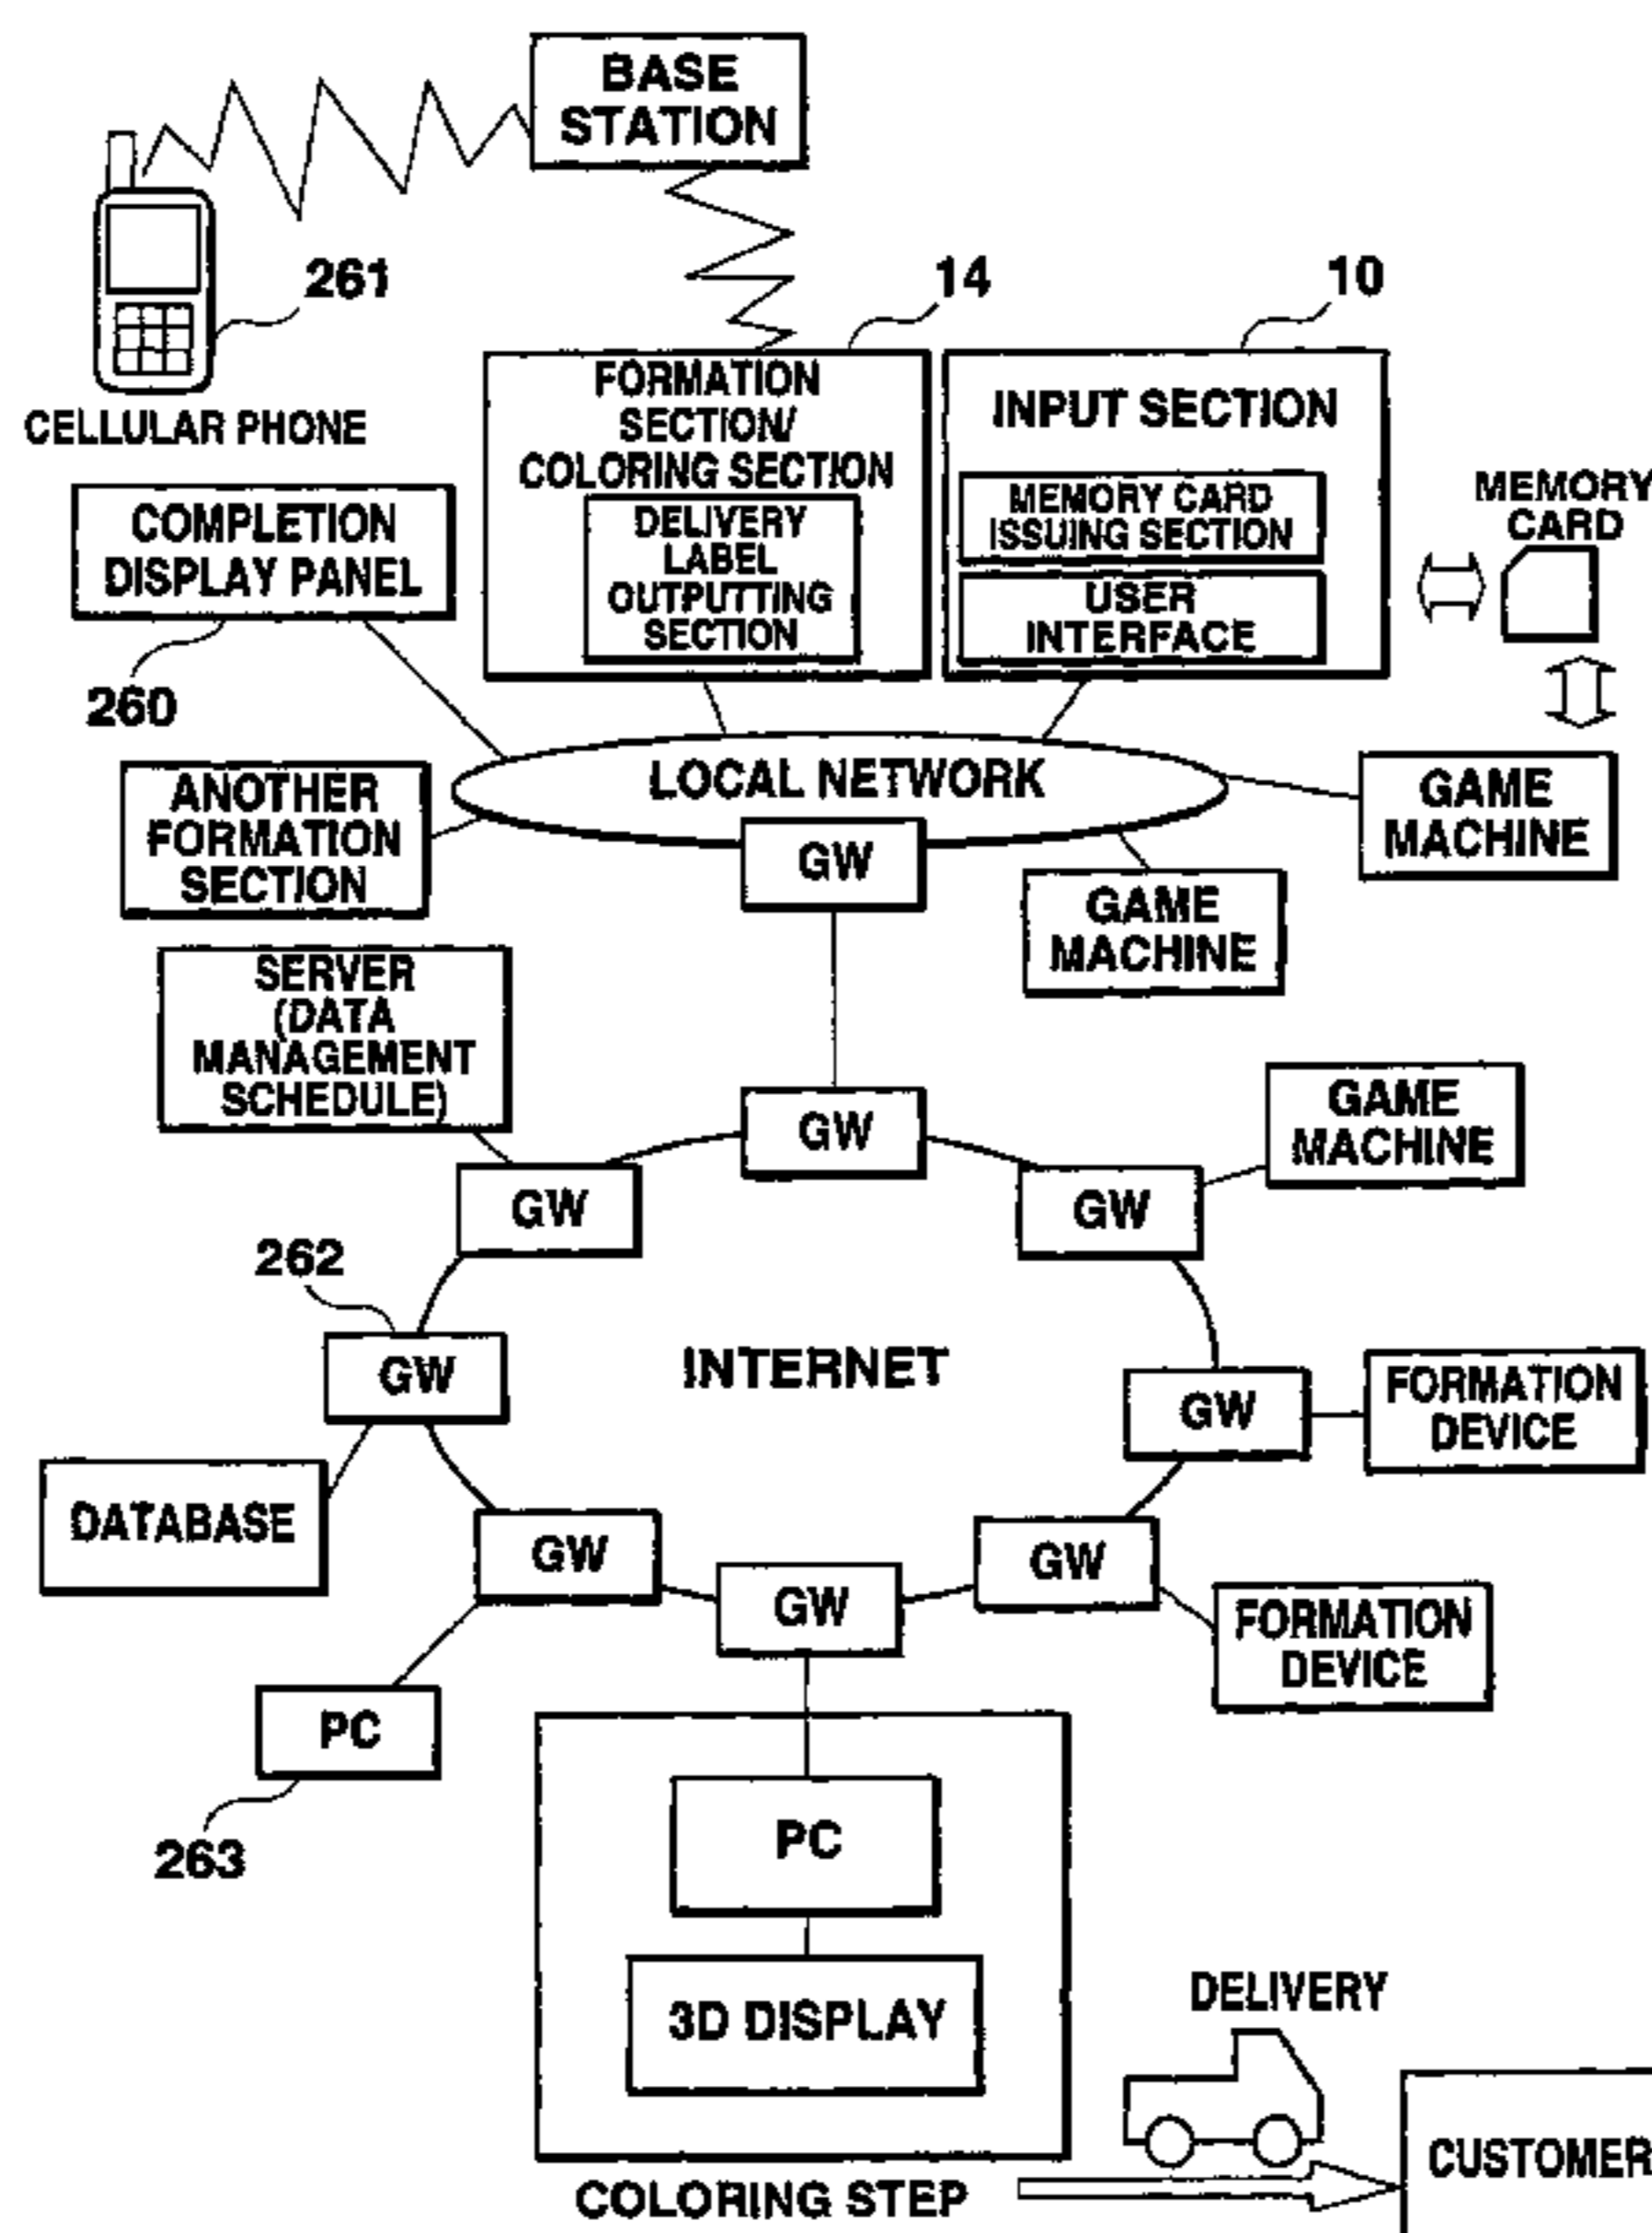 BASE
STATION
261
14
10
CELLULAR PHONE
FORMATION
SECTION/
COLORING SECTION
DELIVERY
LABEL
OUTPUTTING
SECTION
INPUT SECTION
MEMORY CARD
ISSUING SECTION
USER
INTERFACE
MEMORY
CARD
COMPLETION
DISPLAY PANEL
260
LOCAL NETWORK
GW
ANOTHER
FORMATION
SECTION
GAME
MACHINE
GAME
MACHINE
SERVER
(DATA
MANAGEMENT
SCHEDULE)
GW
GAME
MACHINE
GW
GW
262
GW
INTERNET
GW
FORMATION
DEVICE
DATABASE
GW
GW
GW
FORMATION
DEVICE
PC
263
PC
3D DISPLAY
COLORING STEP
DELIVERY
CUSTOMER